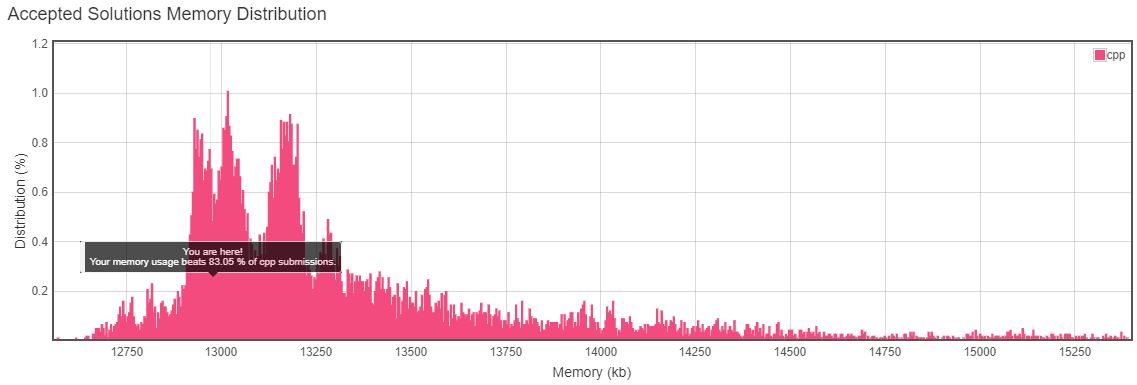 Accepted Solutions Memory Distribution
1.2
cpp
1.0
0.8
0.6
0.4
0.2
Distribution (%)
You are here!
Your memory usage beats 83.05 % of cpp submissions.
12750 13000 13250 13500 13750 14000 14250 14500 14750 15000 15250
Memory (kb)